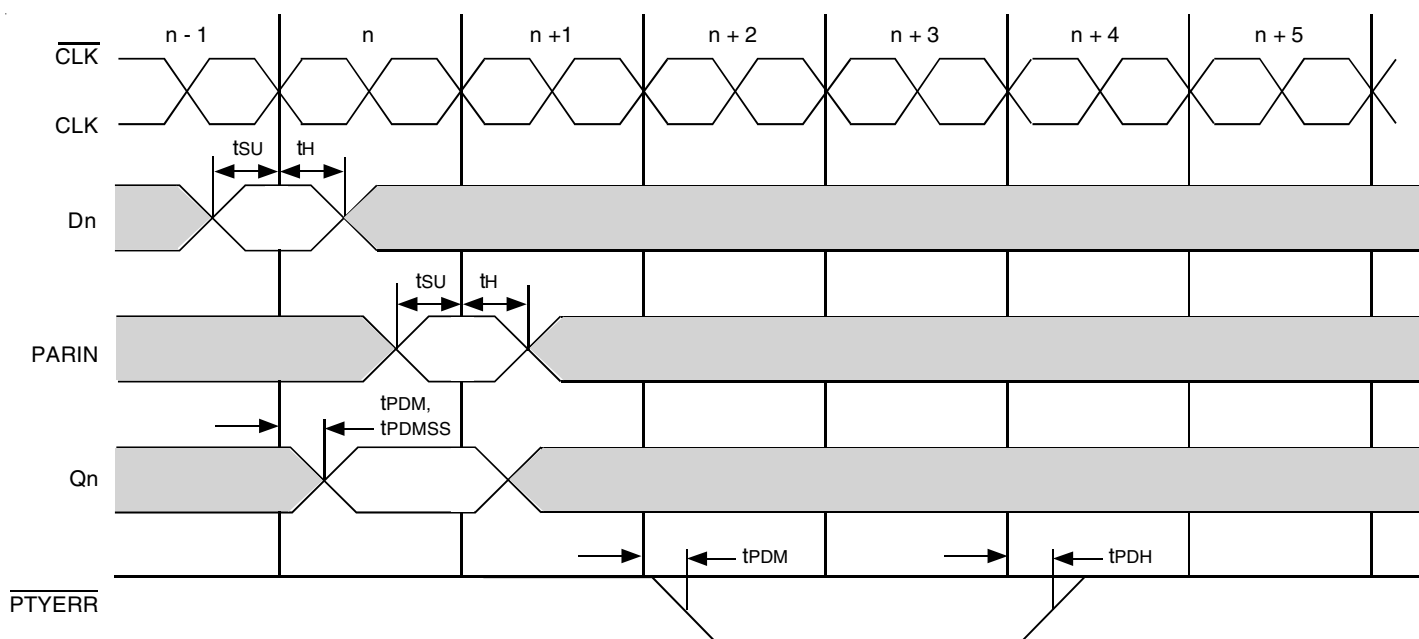 n - 1 n n +1 n + 2 n + 3 n + 4 n + 5
CLK
CLK
tSU tH
Dn
tSU tH
PARIN
tPDM,
tPDMSS
Qn
tPDM tPDH
PTYERR